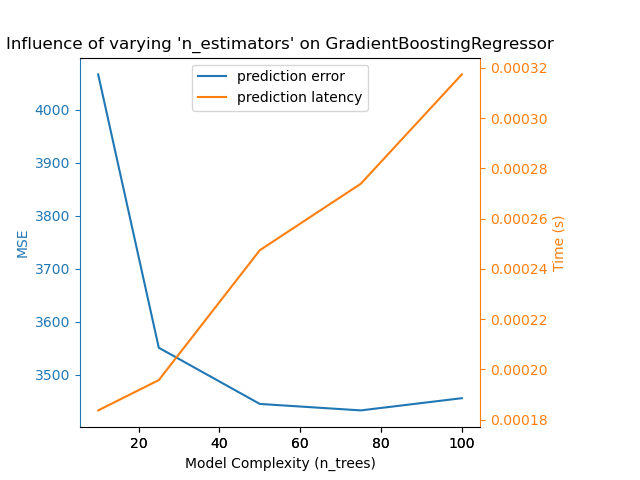 Influence of varying 'n_estimators' on GradientBoostingRegressor
prediction error
prediction latency
4000
3900
3800
3700
3600
3500
MSE
0.00032
0.00030
0.00028
0.00026
0.00024
0.00022
0.00020
0.00018
Time (s)
20 40 60 80 100
Model Complexity (n_trees)